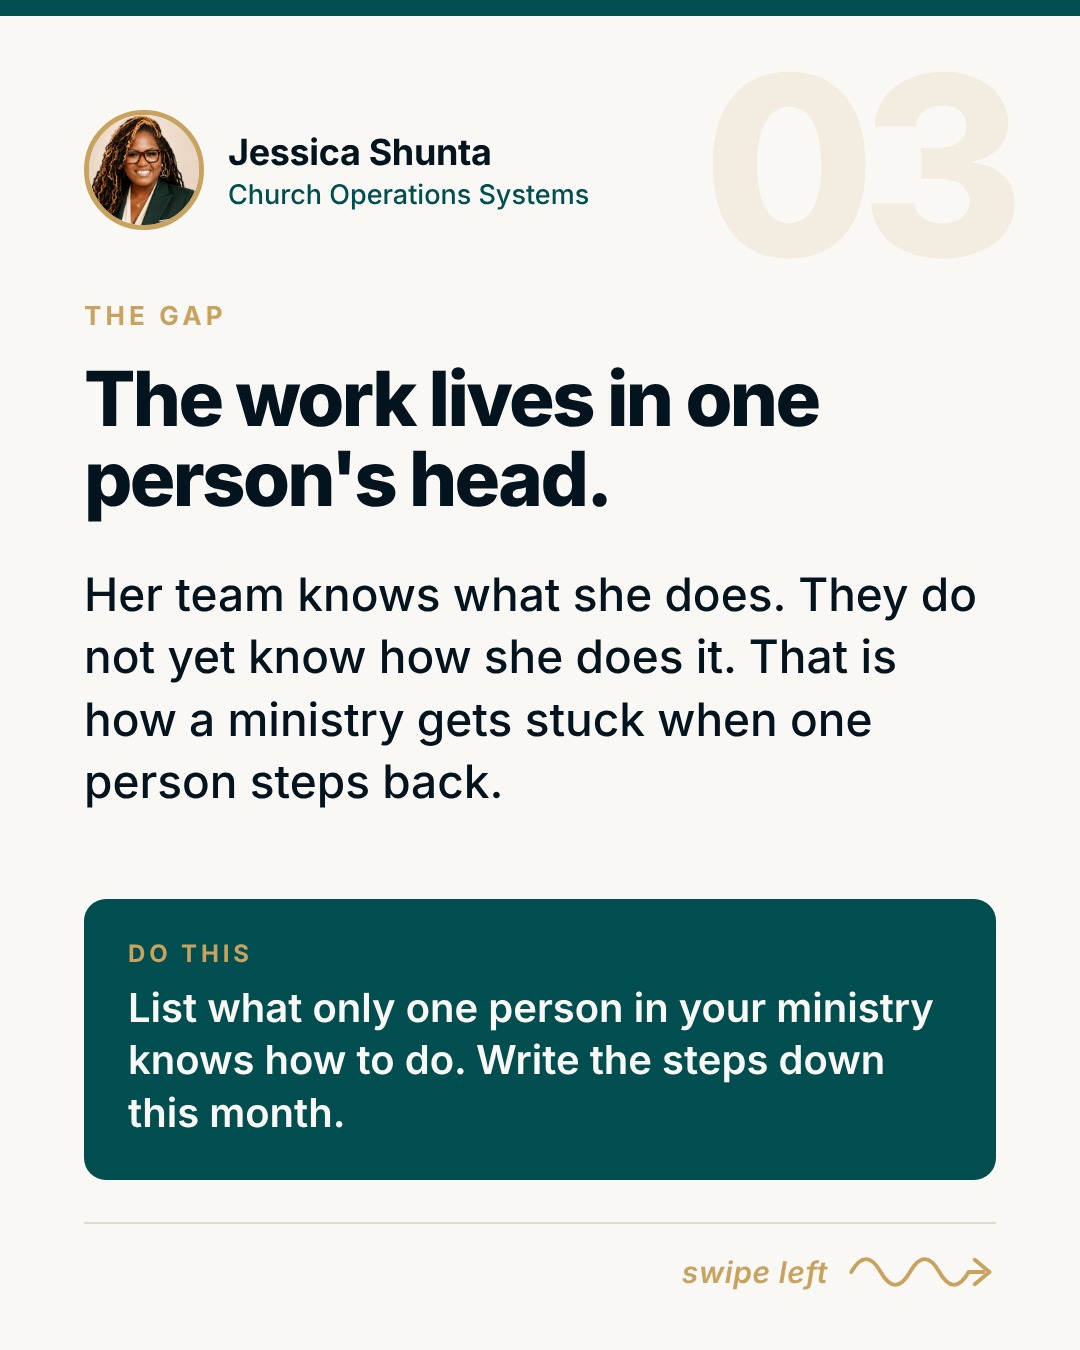 03
Jessica Shunta
Church Operations Systems
THE GAP
The work lives in one
person's head.
Her team knows what she does. They do
not yet know how she does it. That is
how a ministry gets stuck when one
person steps back.
DO THIS
List what only one person in your ministry
knows how to do. Write the steps down
this month.
swipe left